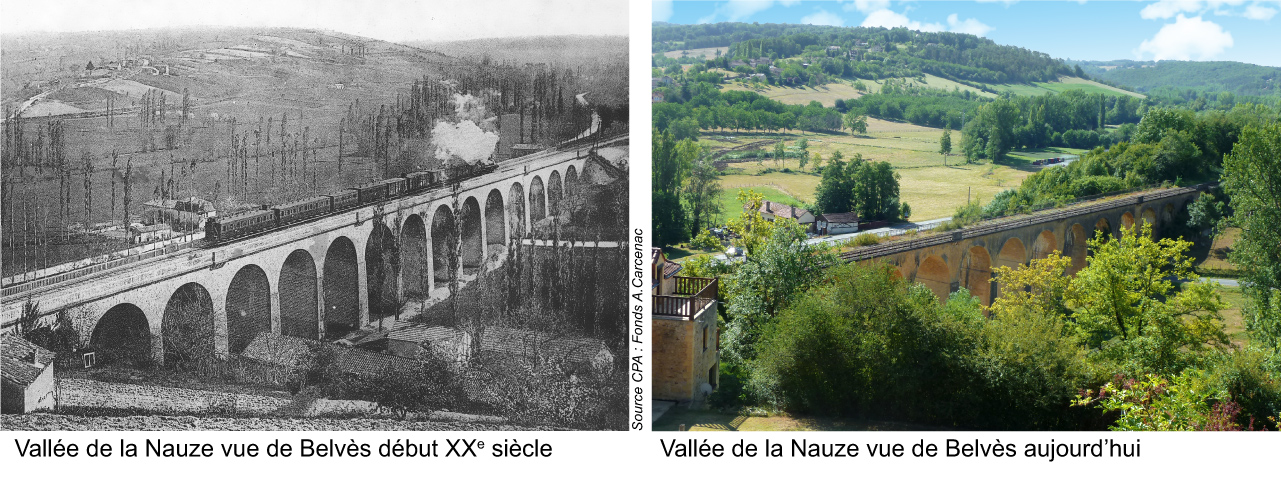 Source CPA : Fonds A.Carcenac
Vallée de la Nauze vue de Belvès début XXe siècle
Vallée de la Nauze vue de Belvès aujourd'hui